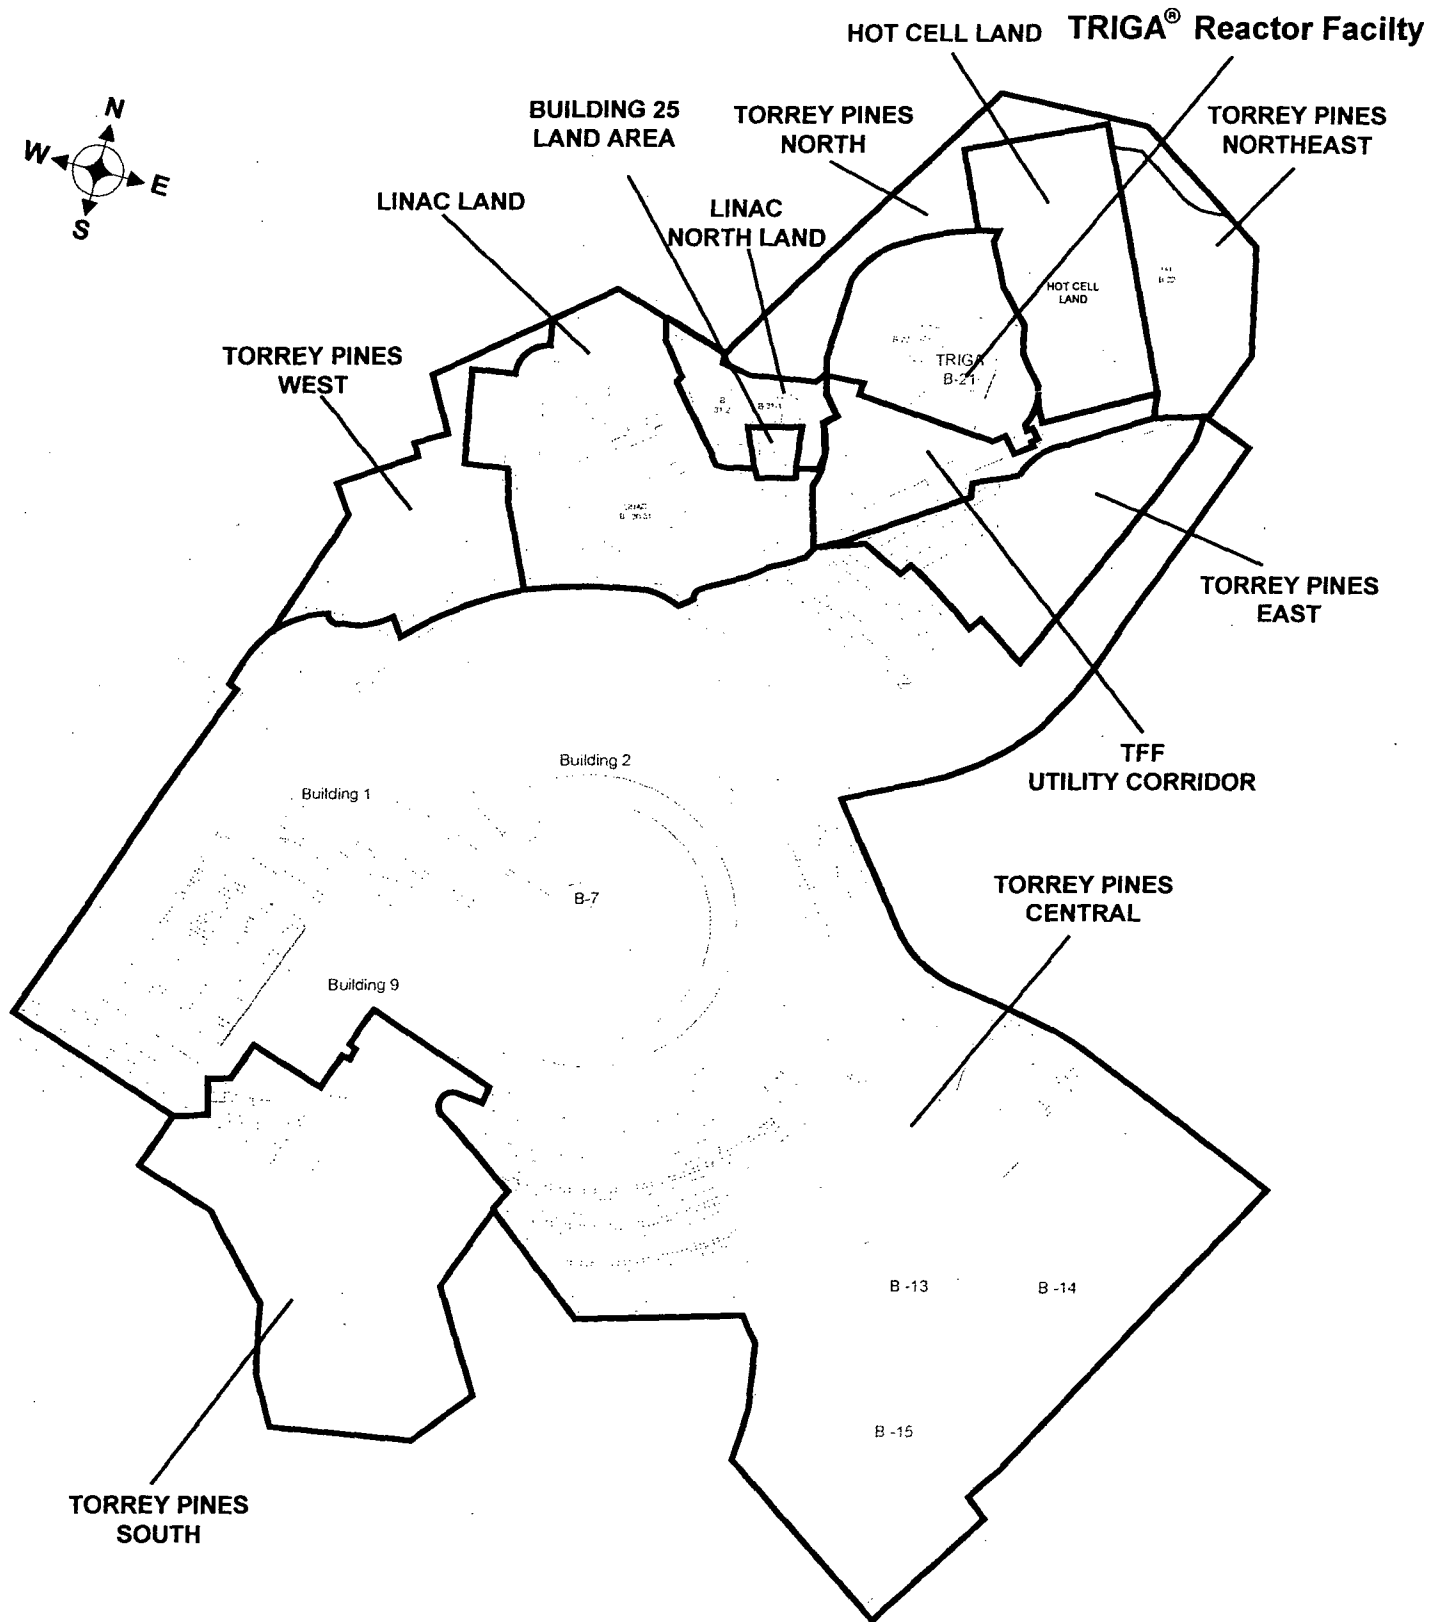 HOT CELL LAND
TRIGA® Reactor Facilty
N
W
E
S
BUILDING 25
LAND AREA
TORREY PINES
NORTH
TORREY PINES
NORTHEAST
LINAC LAND
LINAC
NORTH LAND
HOT CELL
LAND
TORREY PINES
WEST
TRIGA
B-21
B-31-1
TORREY PINES
EAST
TFF
UTILITY CORRIDOR
Building 2
Building 1
B-7
TORREY PINES
CENTRAL
Building 9
B -13
B -14
B -15
TORREY PINES
SOUTH